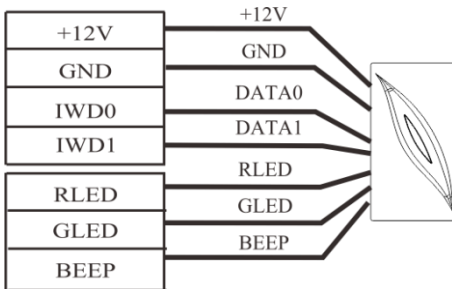 +12V +12V
GND GND
IWD0 DATA0
IWD1 DATA1
RLED RLED
GLED GLED
BEEP BEEP